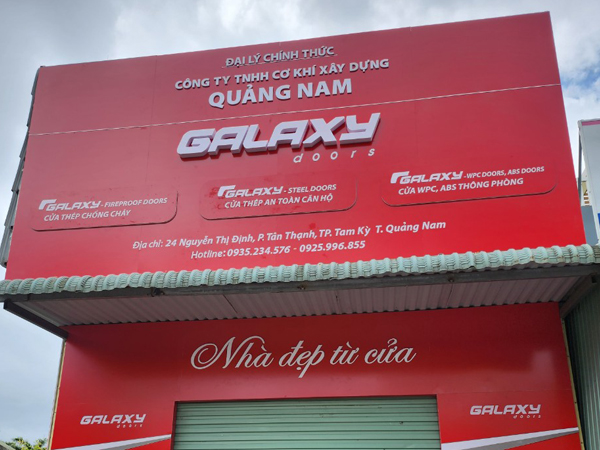 ĐẠI LÝ CHÍNH THỨC
CÔNG TY TNHH CƠ KHÍ XÂY DỰNG
QUẢNG NAM
GALAXY
doors
GALAXY - FIREPROOF DOORS
CỬA THÉP CHỐNG CHÁY
GALAXY - STEEL DOORS
CỬA THÉP AN TOÀN CĂN HỘ
GALAXY - WPC DOORS, ABS DOORS
CỬA WPC, ABS THÔNG PHÒNG
Địa chỉ: 24 Nguyễn Thị Định, P. Tân Thạnh, TP. Tam Kỳ T. Quảng Nam
Hotline: 0935.234.576 - 0925.996.855
Nhà đẹp từ cửa
GALAXY
doors
GALAXY
doors